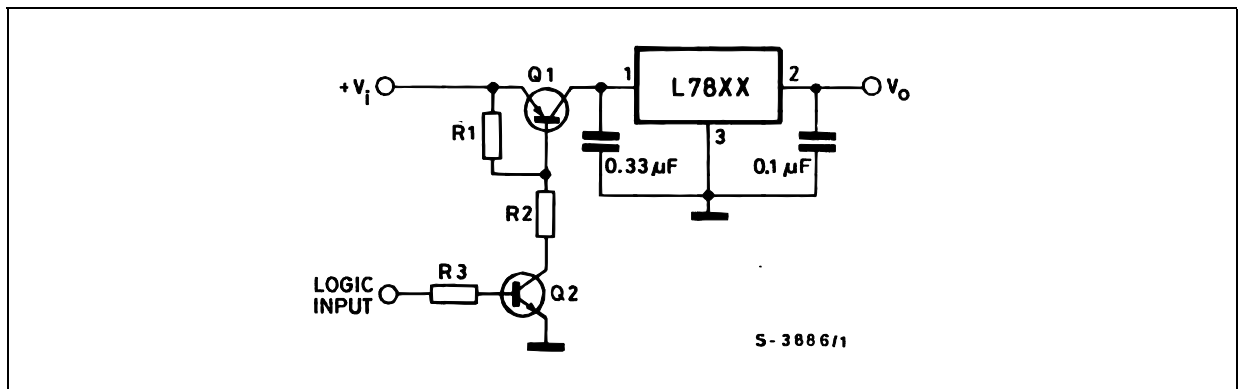 +Vi
Q1
1
L78XX
2
Vo
R1
3
0.33µF
0.1µF
R2
LOGIC
INPUT
R3
Q2
S-3886/1